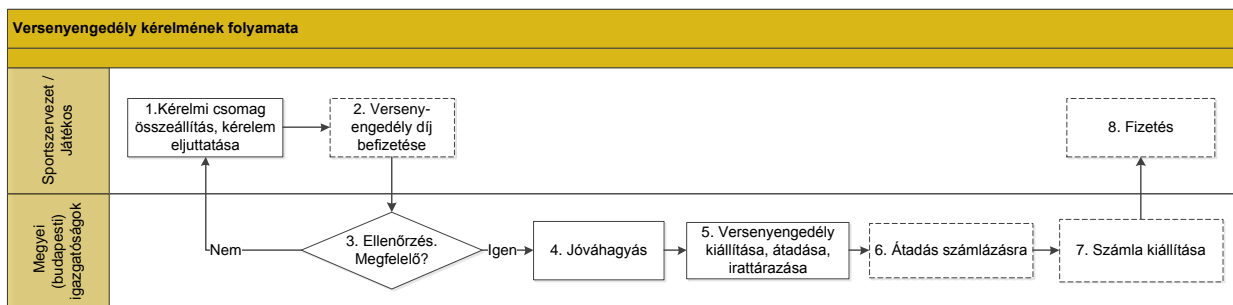 Versenyengedély kérelmének folyamata
Sportszervezet /
Játékos
1.Kérelmi csomag
összeállítás, kérelem
eljuttatása
2. Verseny-
engedély díj
befizetése
8. Fizetés
Megyei
(budapesti)
igazgatóságok
Nem
3. Ellenőrzés.
Megfelelő?
Igen
4. Jóváhagyás
5. Versenyengedély
kiállítása, átadása,
irattárazása
6. Átadás számlázásra
7. Számla kiállítása